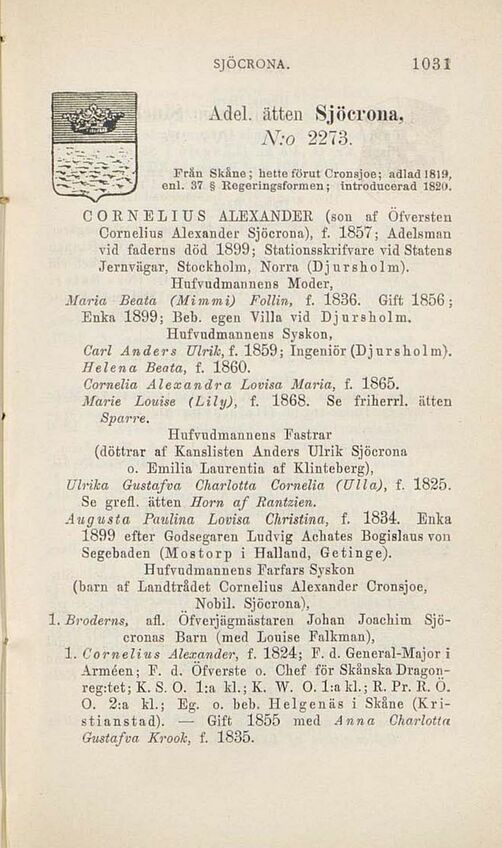 SJÖCRONA. 1031
Adel. ätten Sjöcrona,
N:o 2273.
Från Skåne; hette förut Cronsjoe; adlad 1819,
enl. 37 § Regeringsformen; introducerad 1820.
CORNELIUS ALEXANDER (son af Öfversten
Cornelius Alexander Sjöcrona), f. 1857; Adelsman
vid faderns död 1899; Stationsskrifvare vid Statens
Jernvägar, Stockholm, Norra (Djursholm).
Hufvudmannens Moder,
Maria Beata (Mimmi) Follin, f. 1836. Gift 1856;
Enka 1899; Beb. egen Villa vid Djursholm.
Hufvudmannens Syskon,
Carl Anders Ulrik, f. 1859; Ingeniör (Djursholm).
Helena Beata, f. 1860.
Cornelia Alexandra Lovisa Maria, f. 1865.
Marie Louise (Lily), f. 1868. Se friherrl. ätten
Sparre.
Hufvudmannens Fastrar
(döttrar af Kanslisten Anders Ulrik Sjöcrona
o. Emilia Laurentia af Klinteberg),
Ulrika Gustafva Charlotta Cornelia (Ulla), f. 1825.
Se grefl. ätten Horn af Rantzien.
Augusta Paulina Lovisa Christina, f. 1834. Enka
1899 efter Godsegaren Ludvig Achates Bogislaus von
Segebaden (Mostorp i Halland, Getinge).
Hufvudmannens Farfars Syskon
(barn af Landtrådet Cornelius Alexander Cronsjoe,
Nobil. Sjöcrona),
1. Broderns, afl. Öfverjägmästaren Johan Joachim Sjö-
cronas Barn (med Louise Falkman),
1. Cornelius Alexander, f. 1824; F. d. General-Major i
Arméen; F. d. Öfverste o. Chef för Skånska Dragon-
reg:tet; K. S. O. 1:a kl.; K. W. O. 1:a kl.; R. Pr. R. Ö.
O. 2:a kl.; Eg. o. beb. Helgenäs i Skåne (Kri-
stianstad). — Gift 1855 med Anna Charlotta
Gustafva Krook, f. 1835.